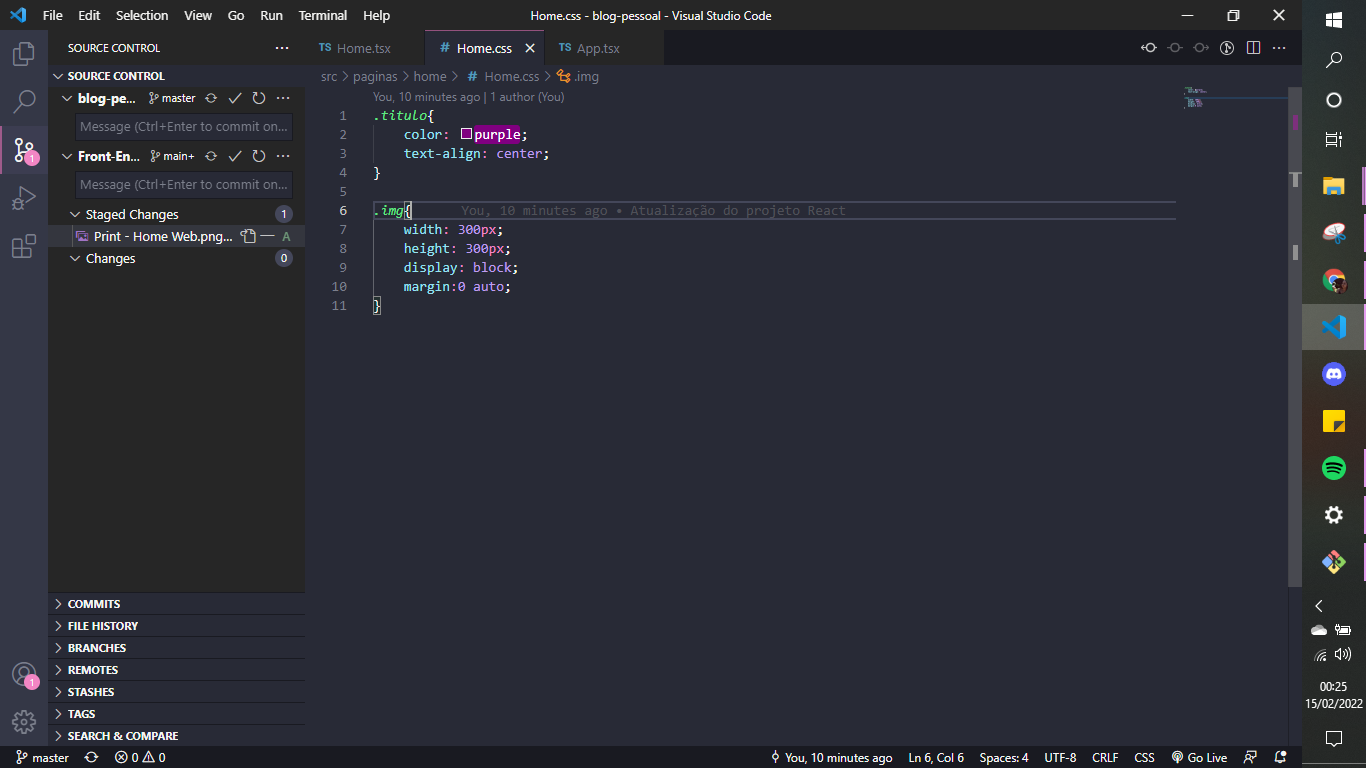 File Edit Selection View Go Run Terminal Help
Home.css - blog-pessoal - Visual Studio Code
SOURCE CONTROL ...
TS Home.tsx
# Home.css
TS App.tsx
SOURCE CONTROL
blog-pe... master
Message (Ctrl+Enter to commit on...
Front-En... main+
Message (Ctrl+Enter to commit on...
Staged Changes 1
Print - Home Web.png... A
Changes 0
1
COMMITS
FILE HISTORY
BRANCHES
REMOTES
STASHES
TAGS
SEARCH & COMPARE
1
src > paginas > home > # Home.css > .img
You, 10 minutes ago | 1 author (You)
1 .titulo{
2 color: purple;
3 text-align: center;
4 }
5
6 .img{ You, 10 minutes ago • Atualização do projeto React
7 width: 300px;
8 height: 300px;
9 display: block;
10 margin:0 auto;
11 }
master 0 0
You, 10 minutes ago Ln 6, Col 6 Spaces: 4 UTF-8 CRLF CSS Go Live
00:25
15/02/2022